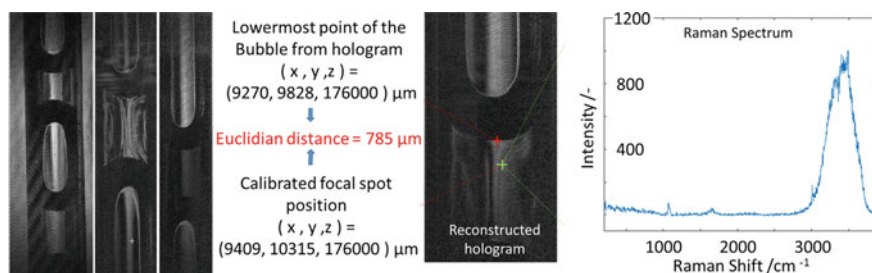 Lowermost point of the
Bubble from hologram
( x , y ,z ) =
(9270, 9828, 176000 ) µm
Euclidian distance = 785 µm
Calibrated focal spot
position
( x , y,z ) =
(9409, 10315, 176000) µm
Reconstructed
hologram
Raman Spectrum
Intensity /-
1200
800
400
1000
2000
3000
Raman Shift /cm⁻¹